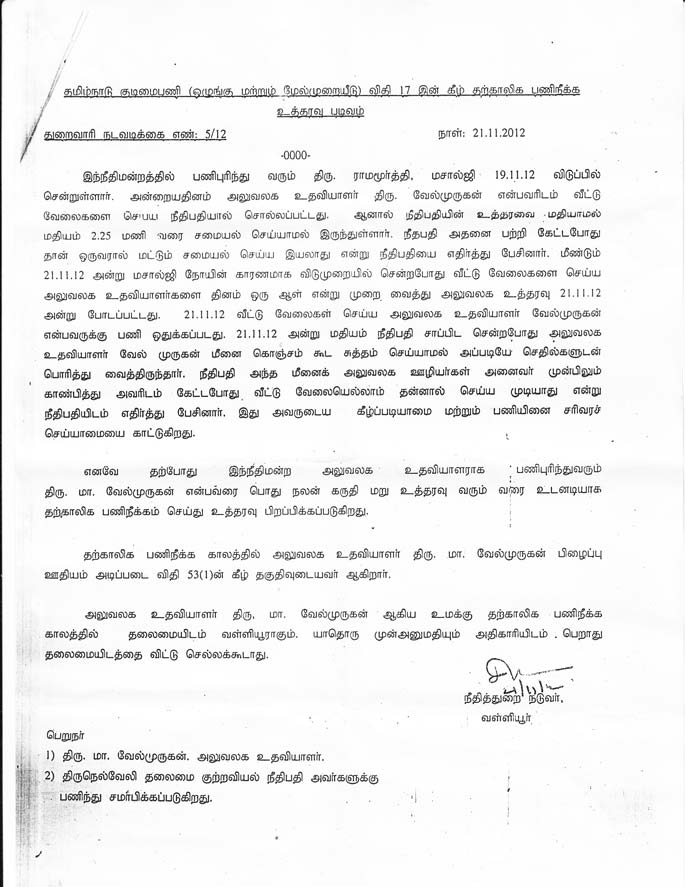 தமிழ்நாடு குடிமைபணி (ஒழுங்கு மற்றும் மேல்முறையீடு) விதி 17 இன் கீழ் தற்காலிக பணிநீக்க
உத்தரவு படிவம்
துறைவாரி நடவடிக்கை எண்: 5/12 நாள்: 21.11.2012
-0000-
இந்நீதிமன்றத்தில் பணிபுரிந்து வரும் திரு. ராமமூர்த்தி, மசால்ஜி 19.11.12 விடுப்பில்
சென்றுள்ளார். அன்றையதினம் அலுவலக உதவியாளர் திரு. வேல்முருகன் என்பவரிடம் வீட்டு
வேலைகளை செய்ய நீதிபதியால் சொல்லப்பட்டது. ஆனால் நீதிபதியின் உத்தரவை மதியாமல்
மதியம் 2.25 மணி வரை சமையல் செய்யாமல் இருந்துள்ளார். நீதபதி அதனை பற்றி கேட்டபோது
தான் ஒருவரால் மட்டும் சமையல் செய்ய இயலாது என்று நீதிபதியை எதிர்த்து பேசினார். மீண்டும்
21.11.12 அன்று மசால்ஜி நோயின் காரணமாக விடுமுறையில் சென்றபோது வீட்டு வேலைகளை செய்ய
அலுவலக உதவியாளர்களை தினம் ஒரு ஆள் என்று முறை வைத்து அலுவலக உத்தரவு 21.11.12
அன்று போடப்பட்டது. 21.11.12 வீட்டு வேலைகள் செய்ய அலுவலக உதவியாளர் வேல்முருகன்
என்பவருக்கு பணி ஒதுக்கப்படது. 21.11.12 அன்று மதியம் நீதிபதி சாப்பிட சென்றபோது அலுவலக
உதவியாளர் வேல் முருகன் மீனை கொஞ்சம் கூட சுத்தம் செய்யாமல் அப்படியே செதில்களுடன்
பொரித்து வைத்திருந்தார். நீதிபதி அந்த மீனைக் அலுவலக ஊழியர்கள் அனைவர் முன்பிலும்
காண்பித்து அவரிடம் கேட்டபோது வீட்டு வேலையெல்லாம் தன்னால் செய்ய முடியாது என்று
நீதிபதியிடம் எதிர்த்து பேசினார். இது அவருடைய கீழ்ப்படியாமை மற்றும் பணியினை சரிவரச்
செய்யாமையை காட்டுகிறது.
எனவே தற்போது இந்நீதிமன்ற அலுவலக உதவியாளராக பணிபுரிந்துவரும்
திரு. மா. வேல்முருகன் என்பவரை பொது நலன் கருதி மறு உத்தரவு வரும் வரை உடனடியாக
தற்காலிக பணிநீக்கம் செய்து உத்தரவு பிறப்பிக்கப்படுகிறது.
தற்காலிக பணிநீக்க காலத்தில் அலுவலக உதவியாளர் திரு. மா. வேல்முருகன் பிழைப்பு
ஊதியம் அடிப்படை விதி 53(1)ன் கீழ் தகுதிவுடையவர் ஆகிறார்.
அலுவலக உதவியாளர் திரு, மா. வேல்முருகன் ஆகிய உமக்கு தற்காலிக பணிநீக்க
காலத்தில் தலைமையிடம் வள்ளியூராகும். யாதொரு முன்அனுமதியும் அதிகாரியிடம் பெறாது
தலைமையிடத்தை விட்டு செல்லக்கூடாது.
நீதித்துறை நடுவர்,
வள்ளியூர்
பெறுநர்
1) திரு. மா. வேல்முருகன். அலுவலக உதவியாளர்.
2) திருநெல்வேலி தலைமை குற்றவியல் நீதிபதி அவர்களுக்கு
பணிந்து சமர்பிக்கப்படுகிறது.